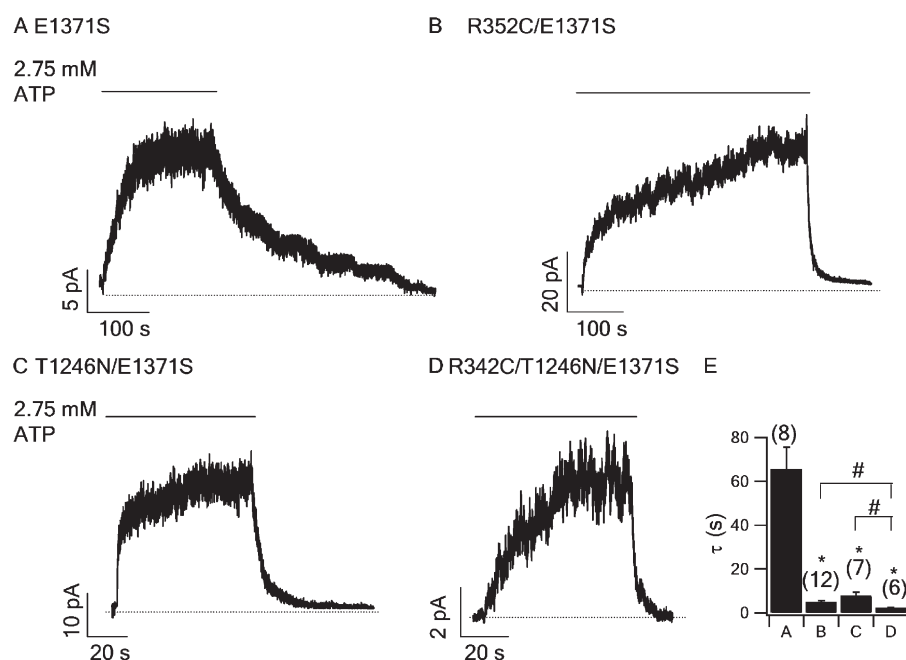 A E1371S
B R352C/E1371S
2.75 mM
ATP
5 pA
100 s
20 pA
100 s
C T1246N/E1371S
D R342C/T1246N/E1371S
E
2.75 mM
ATP
10 pA
20 s
2 pA
20 s
τ (s)
80
60
40
20
0
(8)
#
#
*
(12)
*
(7)
*
(6)
A B C D